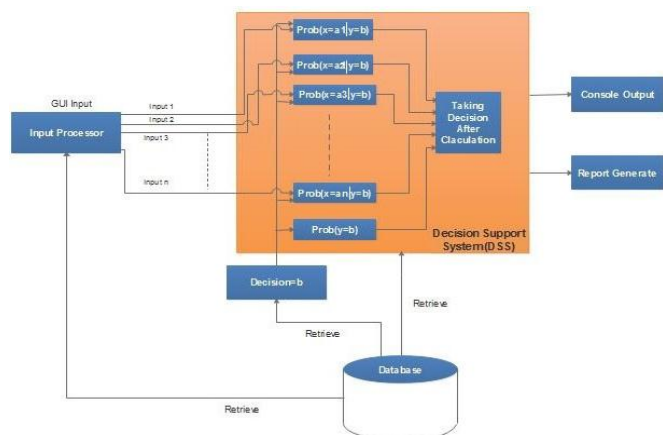 Prob(x=a1|y=b)
Prob(x=a2|y=b)
Prob(x=a3|y=b)
GUI Input
Input 1
Input 2
Input 3
Input n
Input Processor
Taking
Decision
After
Claculation
Console Output
Report Generate
Prob(x=an|y=b)
Prob(y=b)
Decision Support
System(DSS)
Decision=b
Retrieve
Retrieve
Database
Retrieve